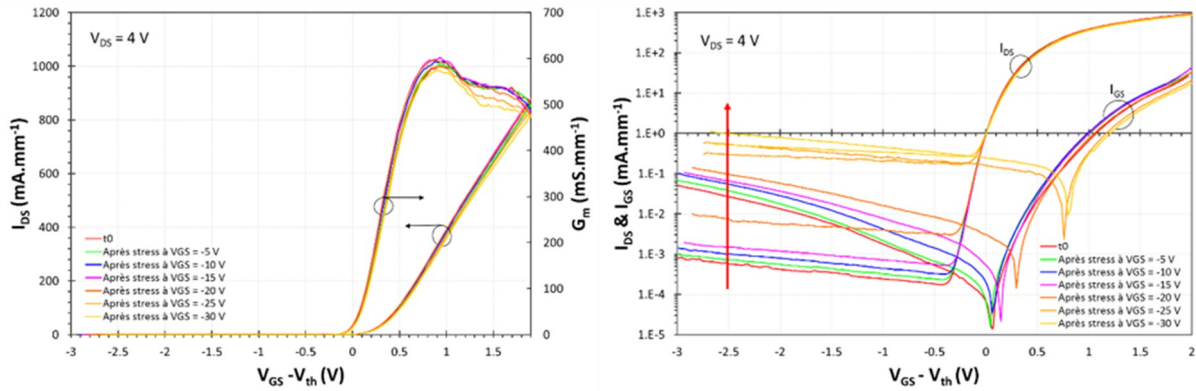 V_DS = 4 V
1200
1000
800
600
400
200
0
I_DS (mA.mm⁻¹)
700
600
500
400
300
200
100
0
G_m (mS.mm⁻¹)
t0
Après stress à VGS = -5 V
Après stress à VGS = -10 V
Après stress à VGS = -15 V
Après stress à VGS = -20 V
Après stress à VGS = -25 V
Après stress à VGS = -30 V
-3 -2.5 -2 -1.5 -1 -0.5 0 0.5 1 1.5
V_GS -V_th (V)
V_DS = 4 V
1.E+3
1.E+2
1.E+1
1.E+0
1.E-1
1.E-2
1.E-3
1.E-4
1.E-5
I_DS & I_GS (mA.mm⁻¹)
I_DS
I_GS
t0
Après stress à VGS = -5 V
Après stress à VGS = -10 V
Après stress à VGS = -15 V
Après stress à VGS = -20 V
Après stress à VGS = -25 V
Après stress à VGS = -30 V
-3 -2.5 -2 -1.5 -1 -0.5 0 0.5 1 1.5 2
V_GS - V_th (V)